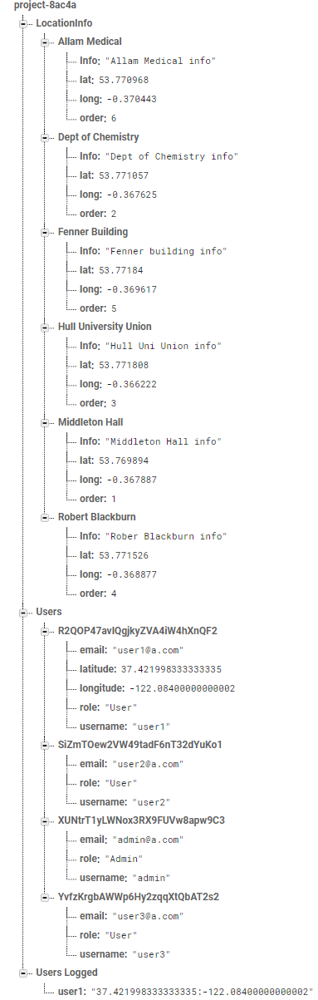 project-8ac4a
LocationInfo
Allam Medical
Info: "Allam Medical info"
lat: 53.770968
long: -0.370443
order: 6
Dept of Chemistry
Info: "Dept of Chemistry info"
lat: 53.771057
long: -0.367625
order: 2
Fenner Building
Info: "Fenner building info"
lat: 53.77184
long: -0.369617
order: 5
Hull University Union
Info: "Hull Uni Union info"
lat: 53.771808
long: -0.366222
order: 3
Middleton Hall
Info: "Middleton Hall info"
lat: 53.769894
long: -0.367887
order: 1
Robert Blackburn
Info: "Rober Blackburn info"
lat: 53.771526
long: -0.368877
order: 4
Users
R2QOP47avIQgjkyZVA4iW4hXnQF2
email: "user1@a.com"
latitude: 37.421998333333335
longitude: -122.08400000000002
role: "User"
username: "user1"
SiZmTOew2VW49tadF6nT32dYuKo1
email: "user2@a.com"
role: "User"
username: "user2"
XUNtrT1yLWNox3RX9FUVw8apw9C3
email: "admin@a.com"
role: "Admin"
username: "admin"
YvfzKrgbAWWp6Hy2zqqXtQbAT2s2
email: "user3@a.com"
role: "User"
username: "user3"
Users Logged
user1: "37.421998333333335:-122.08400000000002"